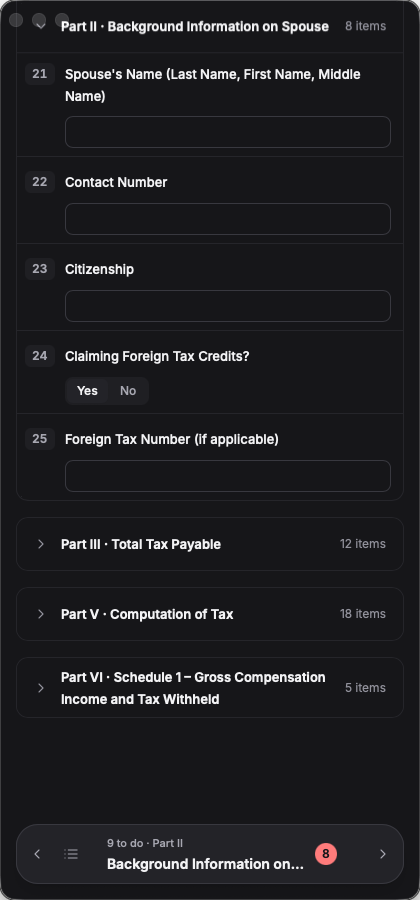 Part II · Background Information on Spouse 8 items
21 Spouse's Name (Last Name, First Name, Middle
Name)
22 Contact Number
23 Citizenship
24 Claiming Foreign Tax Credits?
Yes No
25 Foreign Tax Number (if applicable)
Part III · Total Tax Payable 12 items
Part V · Computation of Tax 18 items
Part VI · Schedule 1 – Gross Compensation
Income and Tax Withheld 5 items
9 to do · Part II
Background Information on... 8